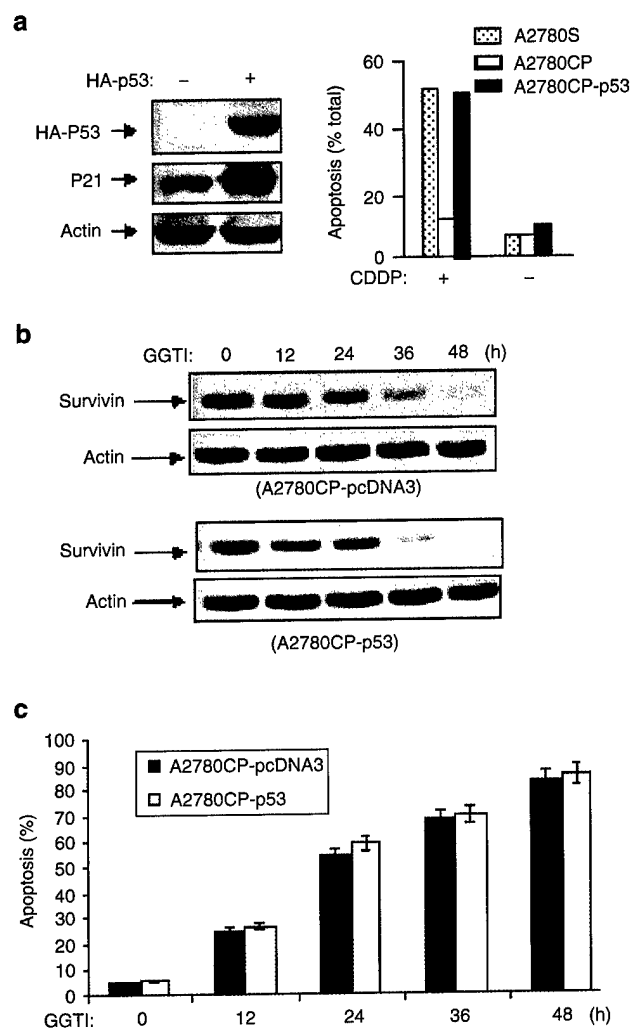 a
HA-p53: – +
HA-P53
P21
Actin
A2780S
A2780CP
A2780CP-p53
Apoptosis (% total)
60
40
20
0
CDDP: + –
b
GGTI: 0 12 24 36 48 (h)
Survivin
Actin
(A2780CP-pcDNA3)
Survivin
Actin
(A2780CP-p53)
c
A2780CP-pcDNA3
A2780CP-p53
Apoptosis (%)
100
90
80
70
60
50
40
30
20
10
0
GGTI: 0 12 24 36 48 (h)